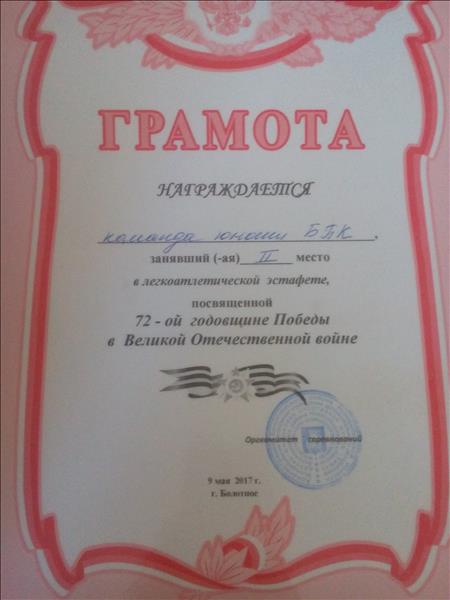 ГРАМОТА
НАГРАЖДАЕТСЯ
команда юноши БПК,
занявший (-ая) II место
в легкоатлетической эстафете,
посвященной
72 - ой годовщине Победы
в Великой Отечественной войне
Оргкомитет соревнований
9 мая 2017 г.
г. Болотное